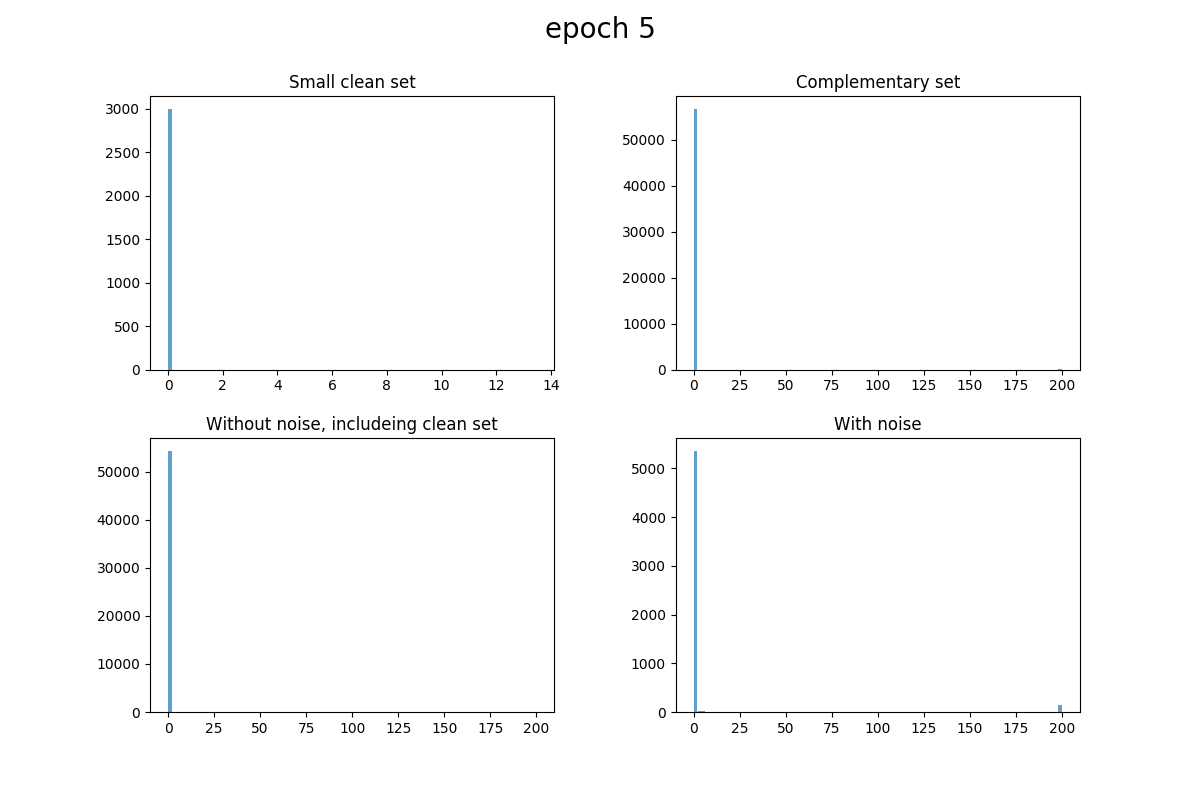 epoch 5
Small clean set
3000
2500
2000
1500
1000
500
0
0 2 4 6 8 10 12 14
Complementary set
50000
40000
30000
20000
10000
0
0 25 50 75 100 125 150 175 200
Without noise, includeing clean set
50000
40000
30000
20000
10000
0
0 25 50 75 100 125 150 175 200
With noise
5000
4000
3000
2000
1000
0
0 25 50 75 100 125 150 175 200